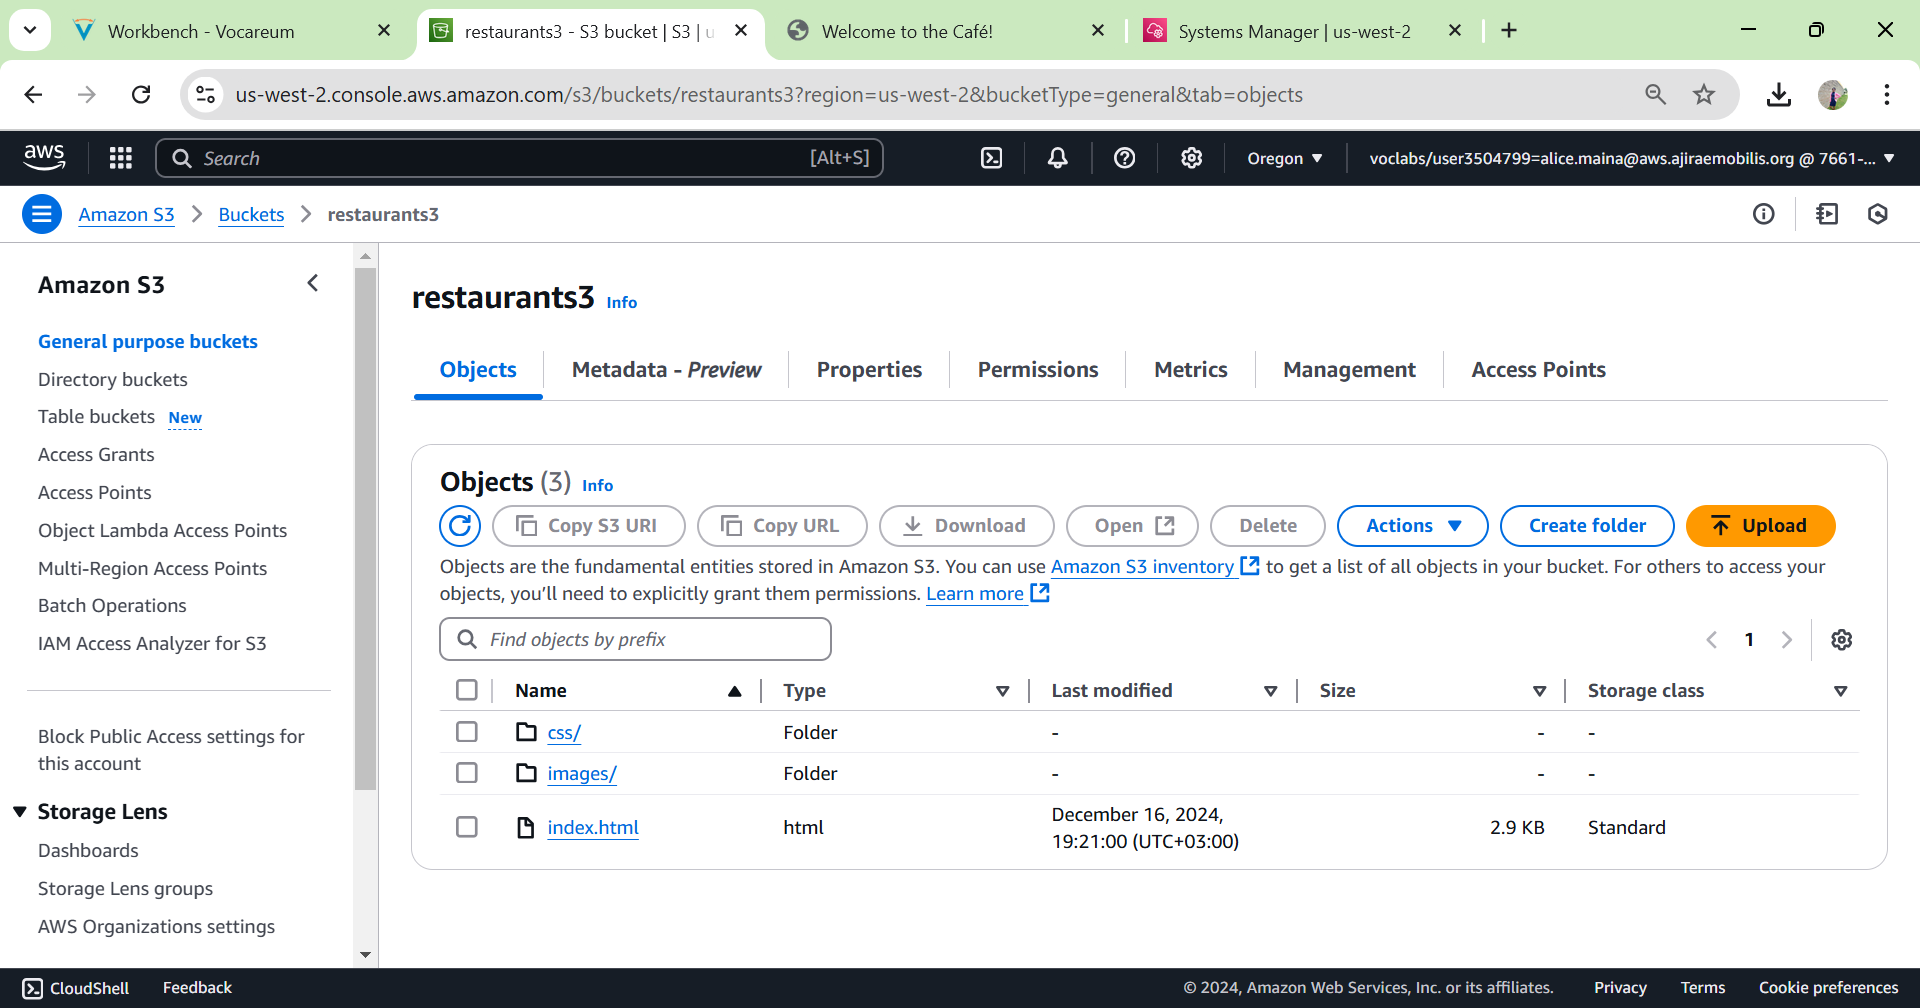 Workbench - Vocareum
restaurants3 - S3 bucket | S3 | u
Welcome to the Café!
Systems Manager | us-west-2
us-west-2.console.aws.amazon.com/s3/buckets/restaurants3?region=us-west-2&bucketType=general&tab=objects
aws
Search
[Alt+S]
Oregon
voclabs/user3504799=alice.maina@aws.ajiraemobilis.org @ 7661-...
Amazon S3
Buckets
restaurants3
Amazon S3
General purpose buckets
Directory buckets
Table buckets New
Access Grants
Access Points
Object Lambda Access Points
Multi-Region Access Points
Batch Operations
IAM Access Analyzer for S3
Block Public Access settings for
this account
Storage Lens
Dashboards
Storage Lens groups
AWS Organizations settings
restaurants3 Info
Objects
Metadata - Preview
Properties
Permissions
Metrics
Management
Access Points
Objects (3) Info
Copy S3 URI
Copy URL
Download
Open
Delete
Actions
Create folder
Upload
Objects are the fundamental entities stored in Amazon S3. You can use Amazon S3 inventory to get a list of all objects in your bucket. For others to access your
objects, you'll need to explicitly grant them permissions. Learn more
Find objects by prefix
1
Name Type Last modified Size Storage class
css/ Folder - - -
images/ Folder - - -
index.html html December 16, 2024, 19:21:00 (UTC+03:00) 2.9 KB Standard
CloudShell
Feedback
© 2024, Amazon Web Services, Inc. or its affiliates.
Privacy
Terms
Cookie preferences